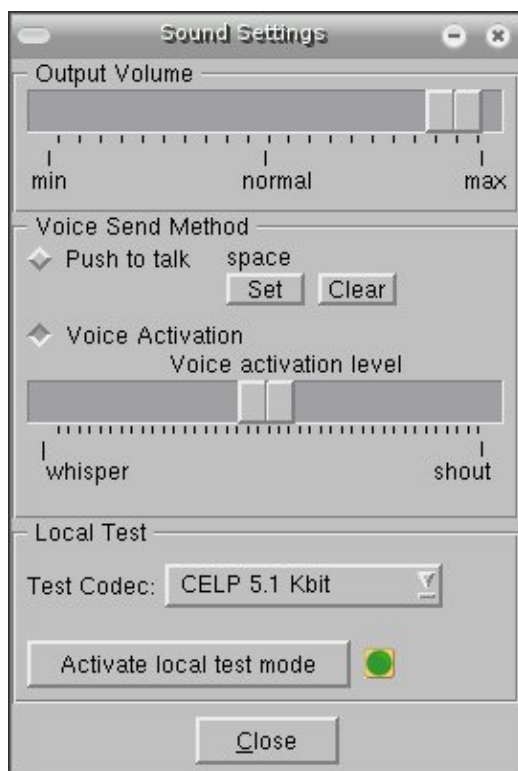 Sound Settings
Output Volume
min normal max
Voice Send Method
Push to talk space
Set Clear
Voice Activation
Voice activation level
whisper shout
Local Test
Test Codec: CELP 5.1 Kbit
Activate local test mode
Close